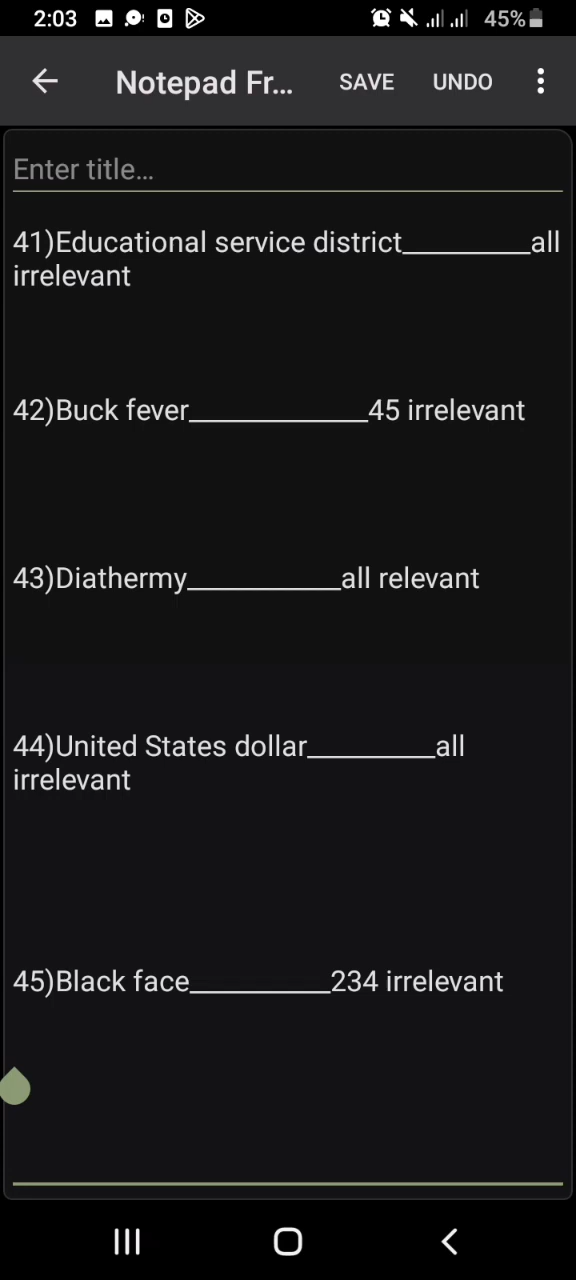 2:03
45%
Notepad Fr... SAVE UNDO
Enter title...
41)Educational service district_________all
irrelevant
42)Buck fever_____________45 irrelevant
43)Diathermy___________all relevant
44)United States dollar_________all
irrelevant
45)Black face__________234 irrelevant